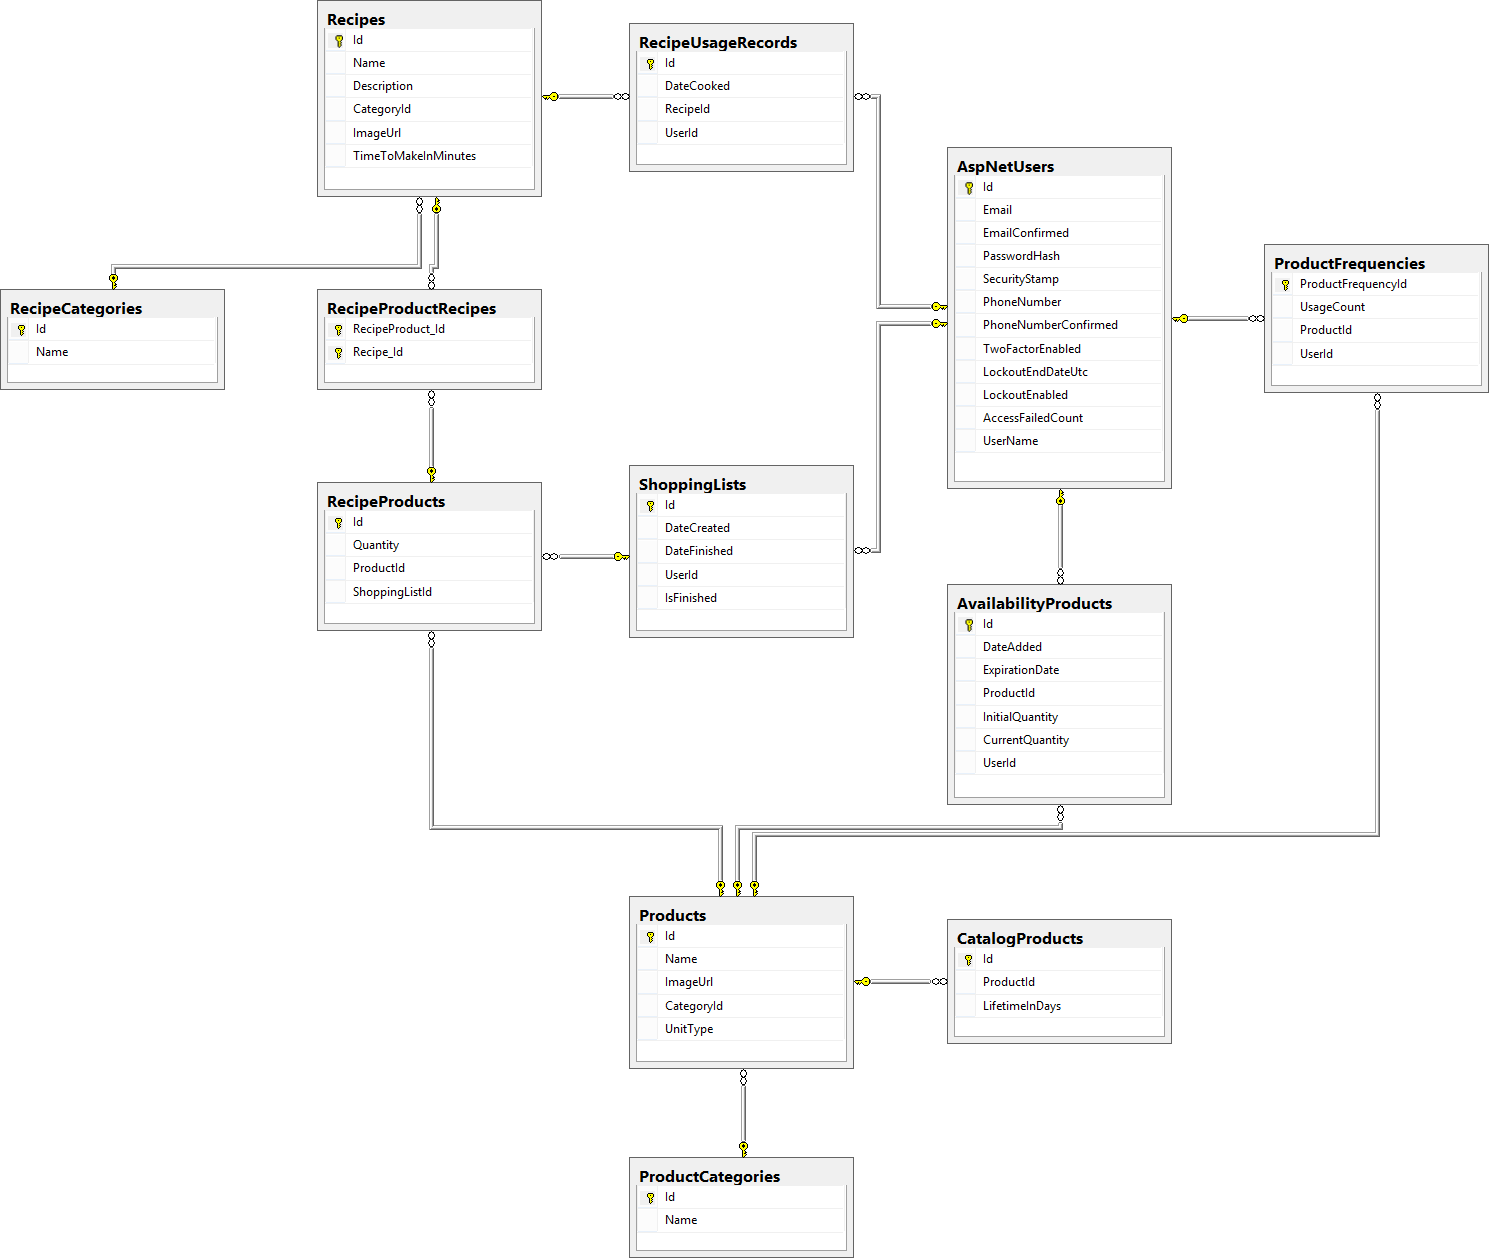 Recipes
Id
Name
Description
CategoryId
ImageUrl
TimeToMakeInMinutes
RecipeUsageRecords
Id
DateCooked
RecipeId
UserId
AspNetUsers
Id
Email
EmailConfirmed
PasswordHash
SecurityStamp
PhoneNumber
PhoneNumberConfirmed
TwoFactorEnabled
LockoutEndDateUtc
LockoutEnabled
AccessFailedCount
UserName
ProductFrequencies
ProductFrequencyId
UsageCount
ProductId
UserId
RecipeCategories
Id
Name
RecipeProductRecipes
RecipeProduct_Id
Recipe_Id
RecipeProducts
Id
Quantity
ProductId
ShoppingListId
ShoppingLists
Id
DateCreated
DateFinished
UserId
IsFinished
AvailabilityProducts
Id
DateAdded
ExpirationDate
ProductId
InitialQuantity
CurrentQuantity
UserId
Products
Id
Name
ImageUrl
CategoryId
UnitType
CatalogProducts
Id
ProductId
LifetimeInDays
ProductCategories
Id
Name